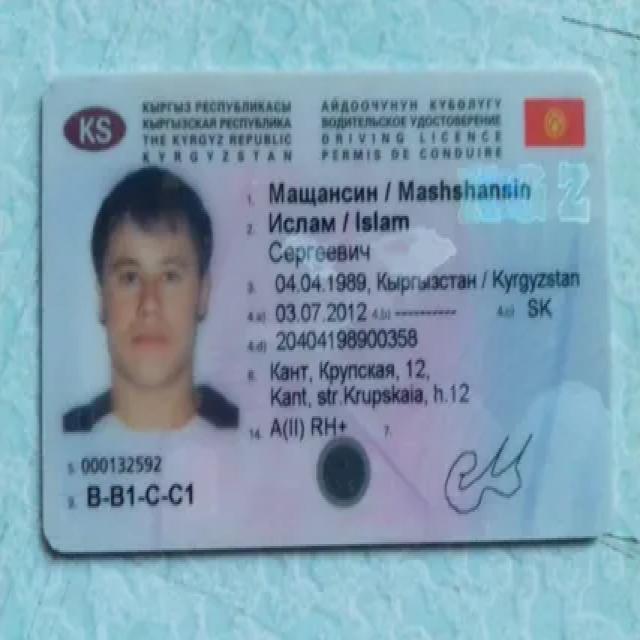 KS
КЫРГЫЗ РЕСПУБЛИКАСЫ
КЫРГЫЗСКАЯ РЕСПУБЛИКА
THE KYRGYZ REPUBLIC
KYRGYZSTAN
АЙДООЧУНУН КҮБӨЛҮГҮ
ВОДИТЕЛЬСКОЕ УДОСТОВЕРЕНИЕ
DRIVING LICENCE
PERMIS DE CONDUIRE
1. Мащансин / Mashshansin
2. Ислам / Islam
Сергеевич
3. 04.04.1989, Кыргызстан / Kyrgyzstan
4.a) 03.07.2012 4.b) ---------- 4.c) SK
4.d) 20404198900358
8. Кант, Крупская, 12,
Kant, str.Krupskaia, h.12
14. A(II) RH+ 7.
5. 000132592
9. B-B1-C-C1